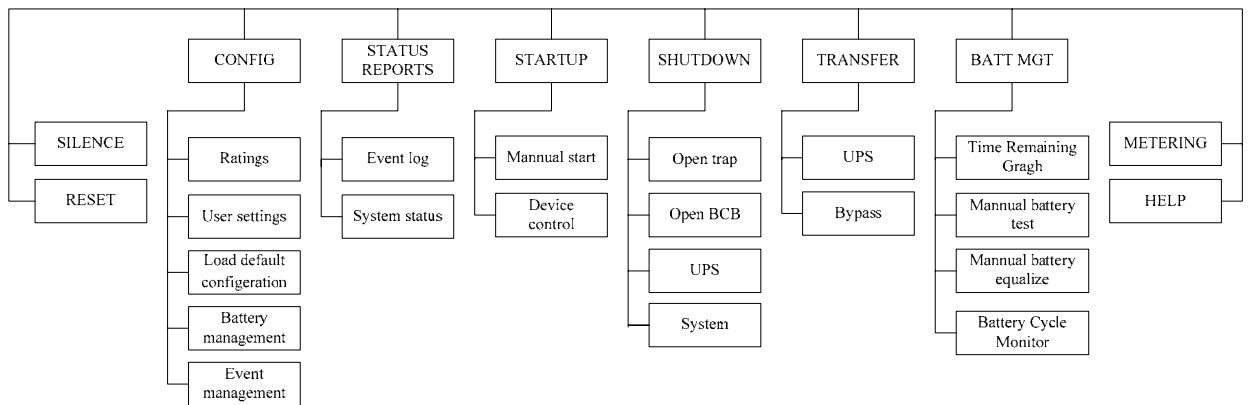 CONFIG
STATUS
REPORTS
STARTUP
SHUTDOWN
TRANSFER
BATT MGT
SILENCE
RESET
Ratings
User settings
Load default
configeration
Battery
management
Event
management
Event log
System status
Mannual start
Device
control
Open trap
Open BCB
UPS
System
UPS
Bypass
Time Remaining
Gragh
Mannual battery
test
Mannual battery
equalize
Battery Cycle
Monitor
METERING
HELP